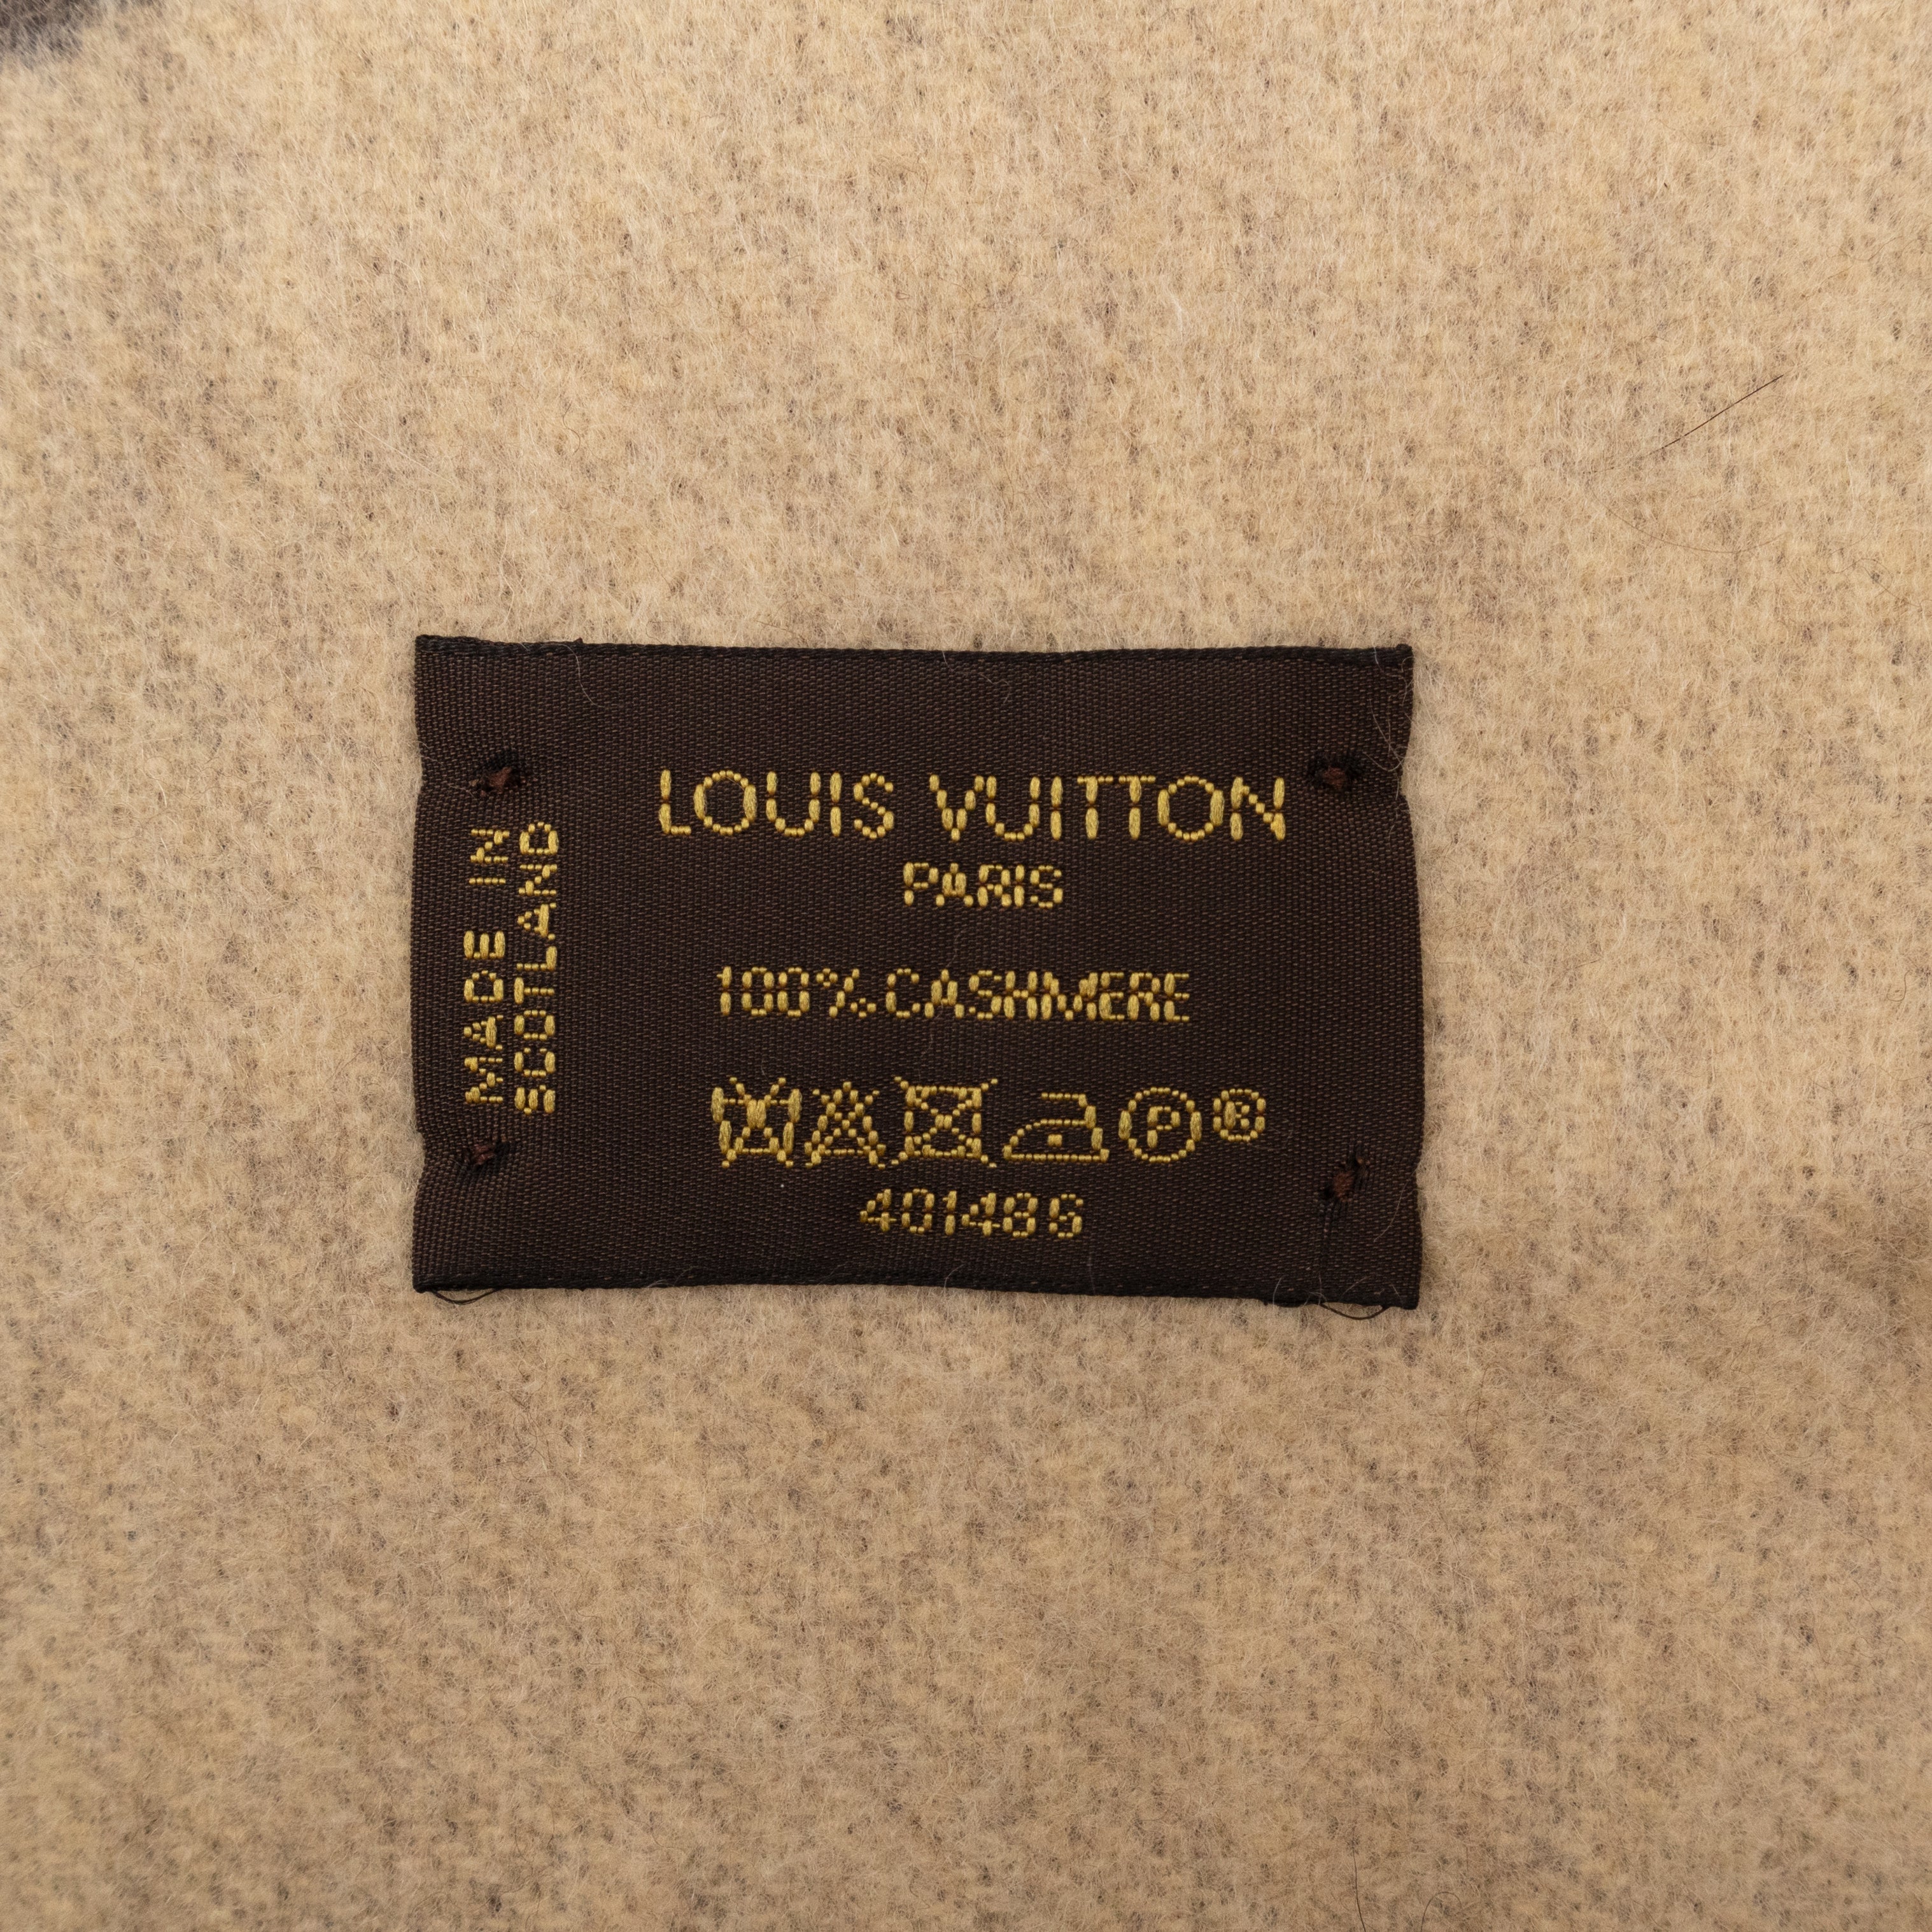 LOUIS VUITTON
PARIS
100% CASHMERE
P ®
401486
MADE IN
SCOTLAND